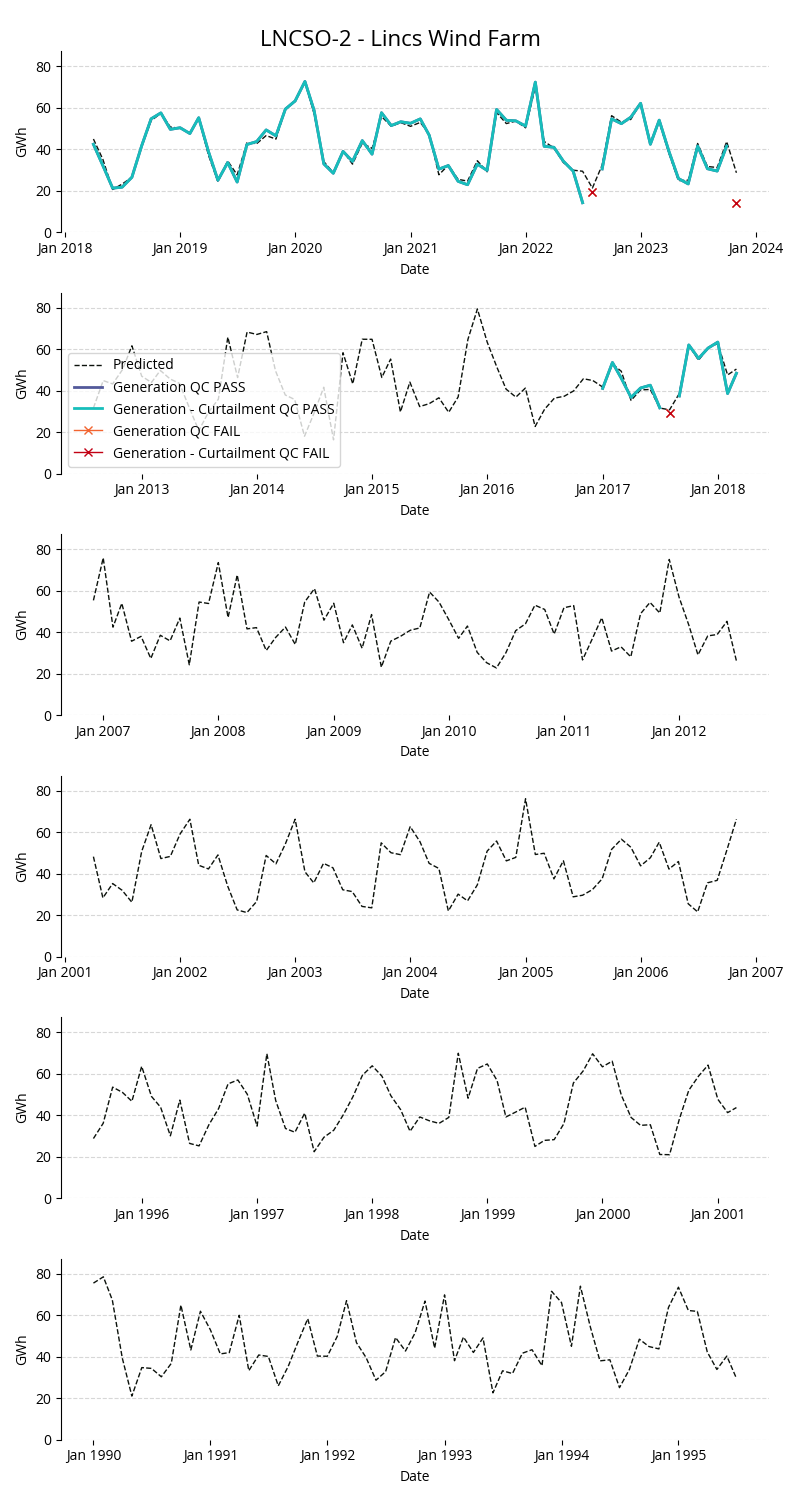 LNCSO-2 - Lincs Wind Farm
80
60
40
20
0
GWh
Jan 2018 Jan 2019 Jan 2020 Jan 2021 Jan 2022 Jan 2023 Jan 2024
Date
80
60
40
20
0
GWh
Predicted
Generation QC PASS
Generation - Curtailment QC PASS
Generation QC FAIL
Generation - Curtailment QC FAIL
Jan 2013 Jan 2014 Jan 2015 Jan 2016 Jan 2017 Jan 2018
Date
80
60
40
20
0
GWh
Jan 2007 Jan 2008 Jan 2009 Jan 2010 Jan 2011 Jan 2012
Date
80
60
40
20
0
GWh
Jan 2001 Jan 2002 Jan 2003 Jan 2004 Jan 2005 Jan 2006 Jan 2007
Date
80
60
40
20
0
GWh
Jan 1996 Jan 1997 Jan 1998 Jan 1999 Jan 2000 Jan 2001
Date
80
60
40
20
0
GWh
Jan 1990 Jan 1991 Jan 1992 Jan 1993 Jan 1994 Jan 1995
Date